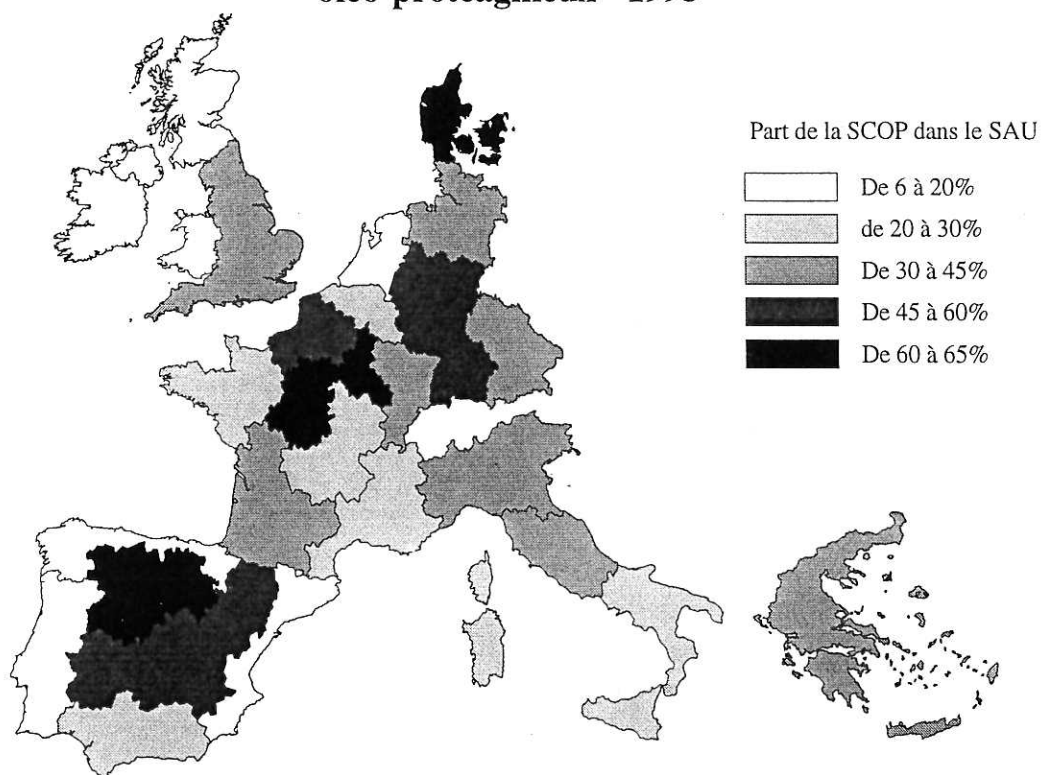 Part de la SCOP dans le SAU
De 6 à 20%
de 20 à 30%
De 30 à 45%
De 45 à 60%
De 60 à 65%